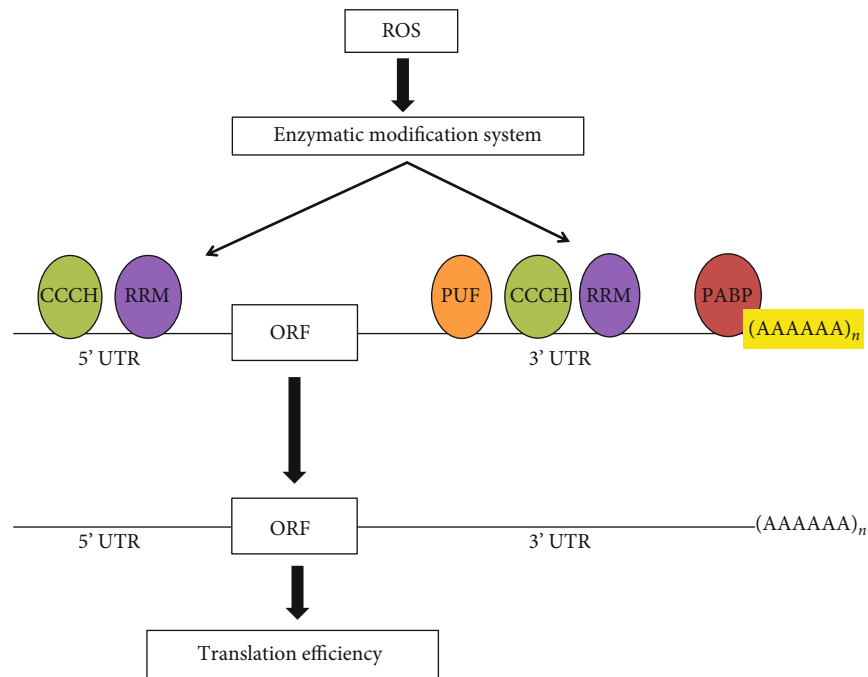 ROS
Enzymatic modification system
CCCH RRM PUF CCCH RRM PABP
ORF (AAAAAA)n
5' UTR 3' UTR
ORF (AAAAAA)n
5' UTR 3' UTR
Translation efficiency